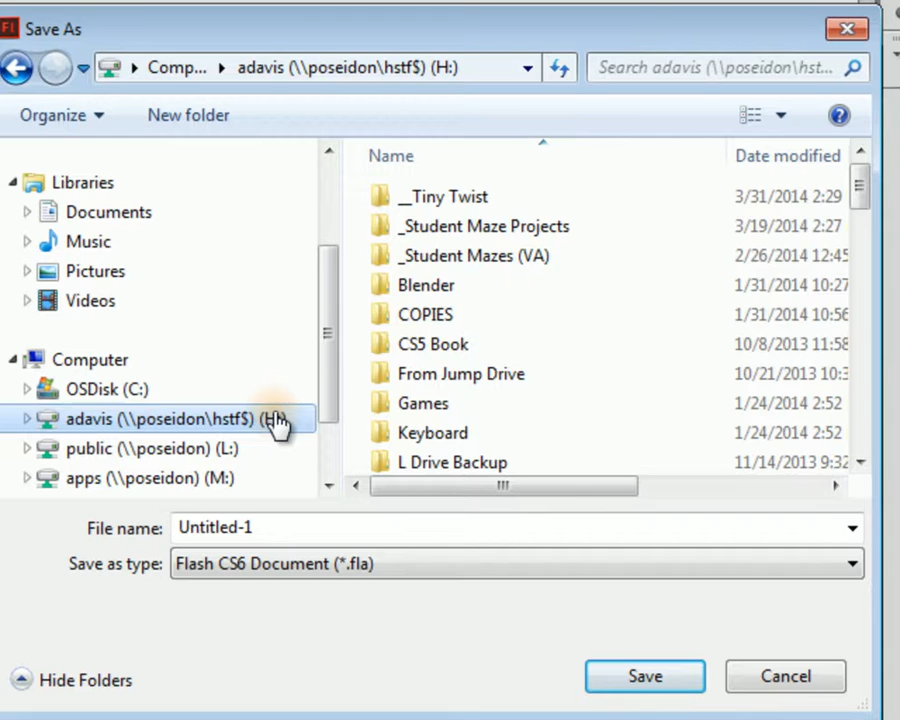 Fl Save As
Comp... adavis (\\poseidon\hstf$) (H:) Search adavis (\\poseidon\hst...
Organize New folder
Name Date modified
Libraries
Documents
Music
Pictures
Videos
Computer
OSDisk (C:)
adavis (\\poseidon\hstf$) (H:)
public (\\poseidon) (L:)
apps (\\poseidon) (M:)
__Tiny Twist 3/31/2014 2:29
_Student Maze Projects 3/19/2014 2:27
_Student Mazes (VA) 2/26/2014 12:45
Blender 1/31/2014 10:27
COPIES 1/31/2014 10:56
CS5 Book 10/8/2013 11:58
From Jump Drive 10/21/2013 10:3
Games 1/24/2014 2:52
Keyboard 1/24/2014 2:52
L Drive Backup 11/14/2013 9:32
File name: Untitled-1
Save as type: Flash CS6 Document (*.fla)
Hide Folders Save Cancel